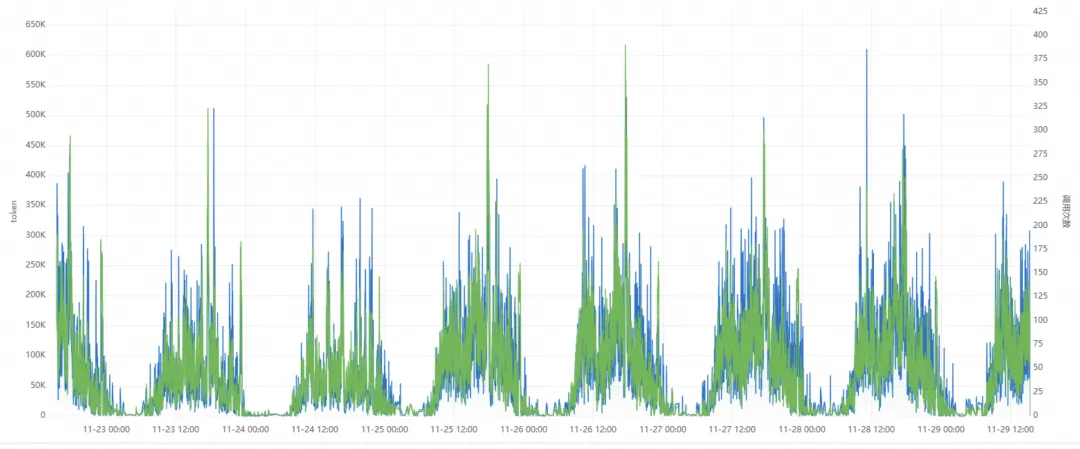 650K
600K
550K
500K
450K
400K
350K
300K
250K
200K
150K
100K
50K
0
token
425
400
375
350
325
300
275
250
225
200
175
150
125
100
75
50
25
0
调用次数
11-23 00:00
11-23 12:00
11-24 00:00
11-24 12:00
11-25 00:00
11-25 12:00
11-26 00:00
11-26 12:00
11-27 00:00
11-27 12:00
11-28 00:00
11-28 12:00
11-29 00:00
11-29 12:00